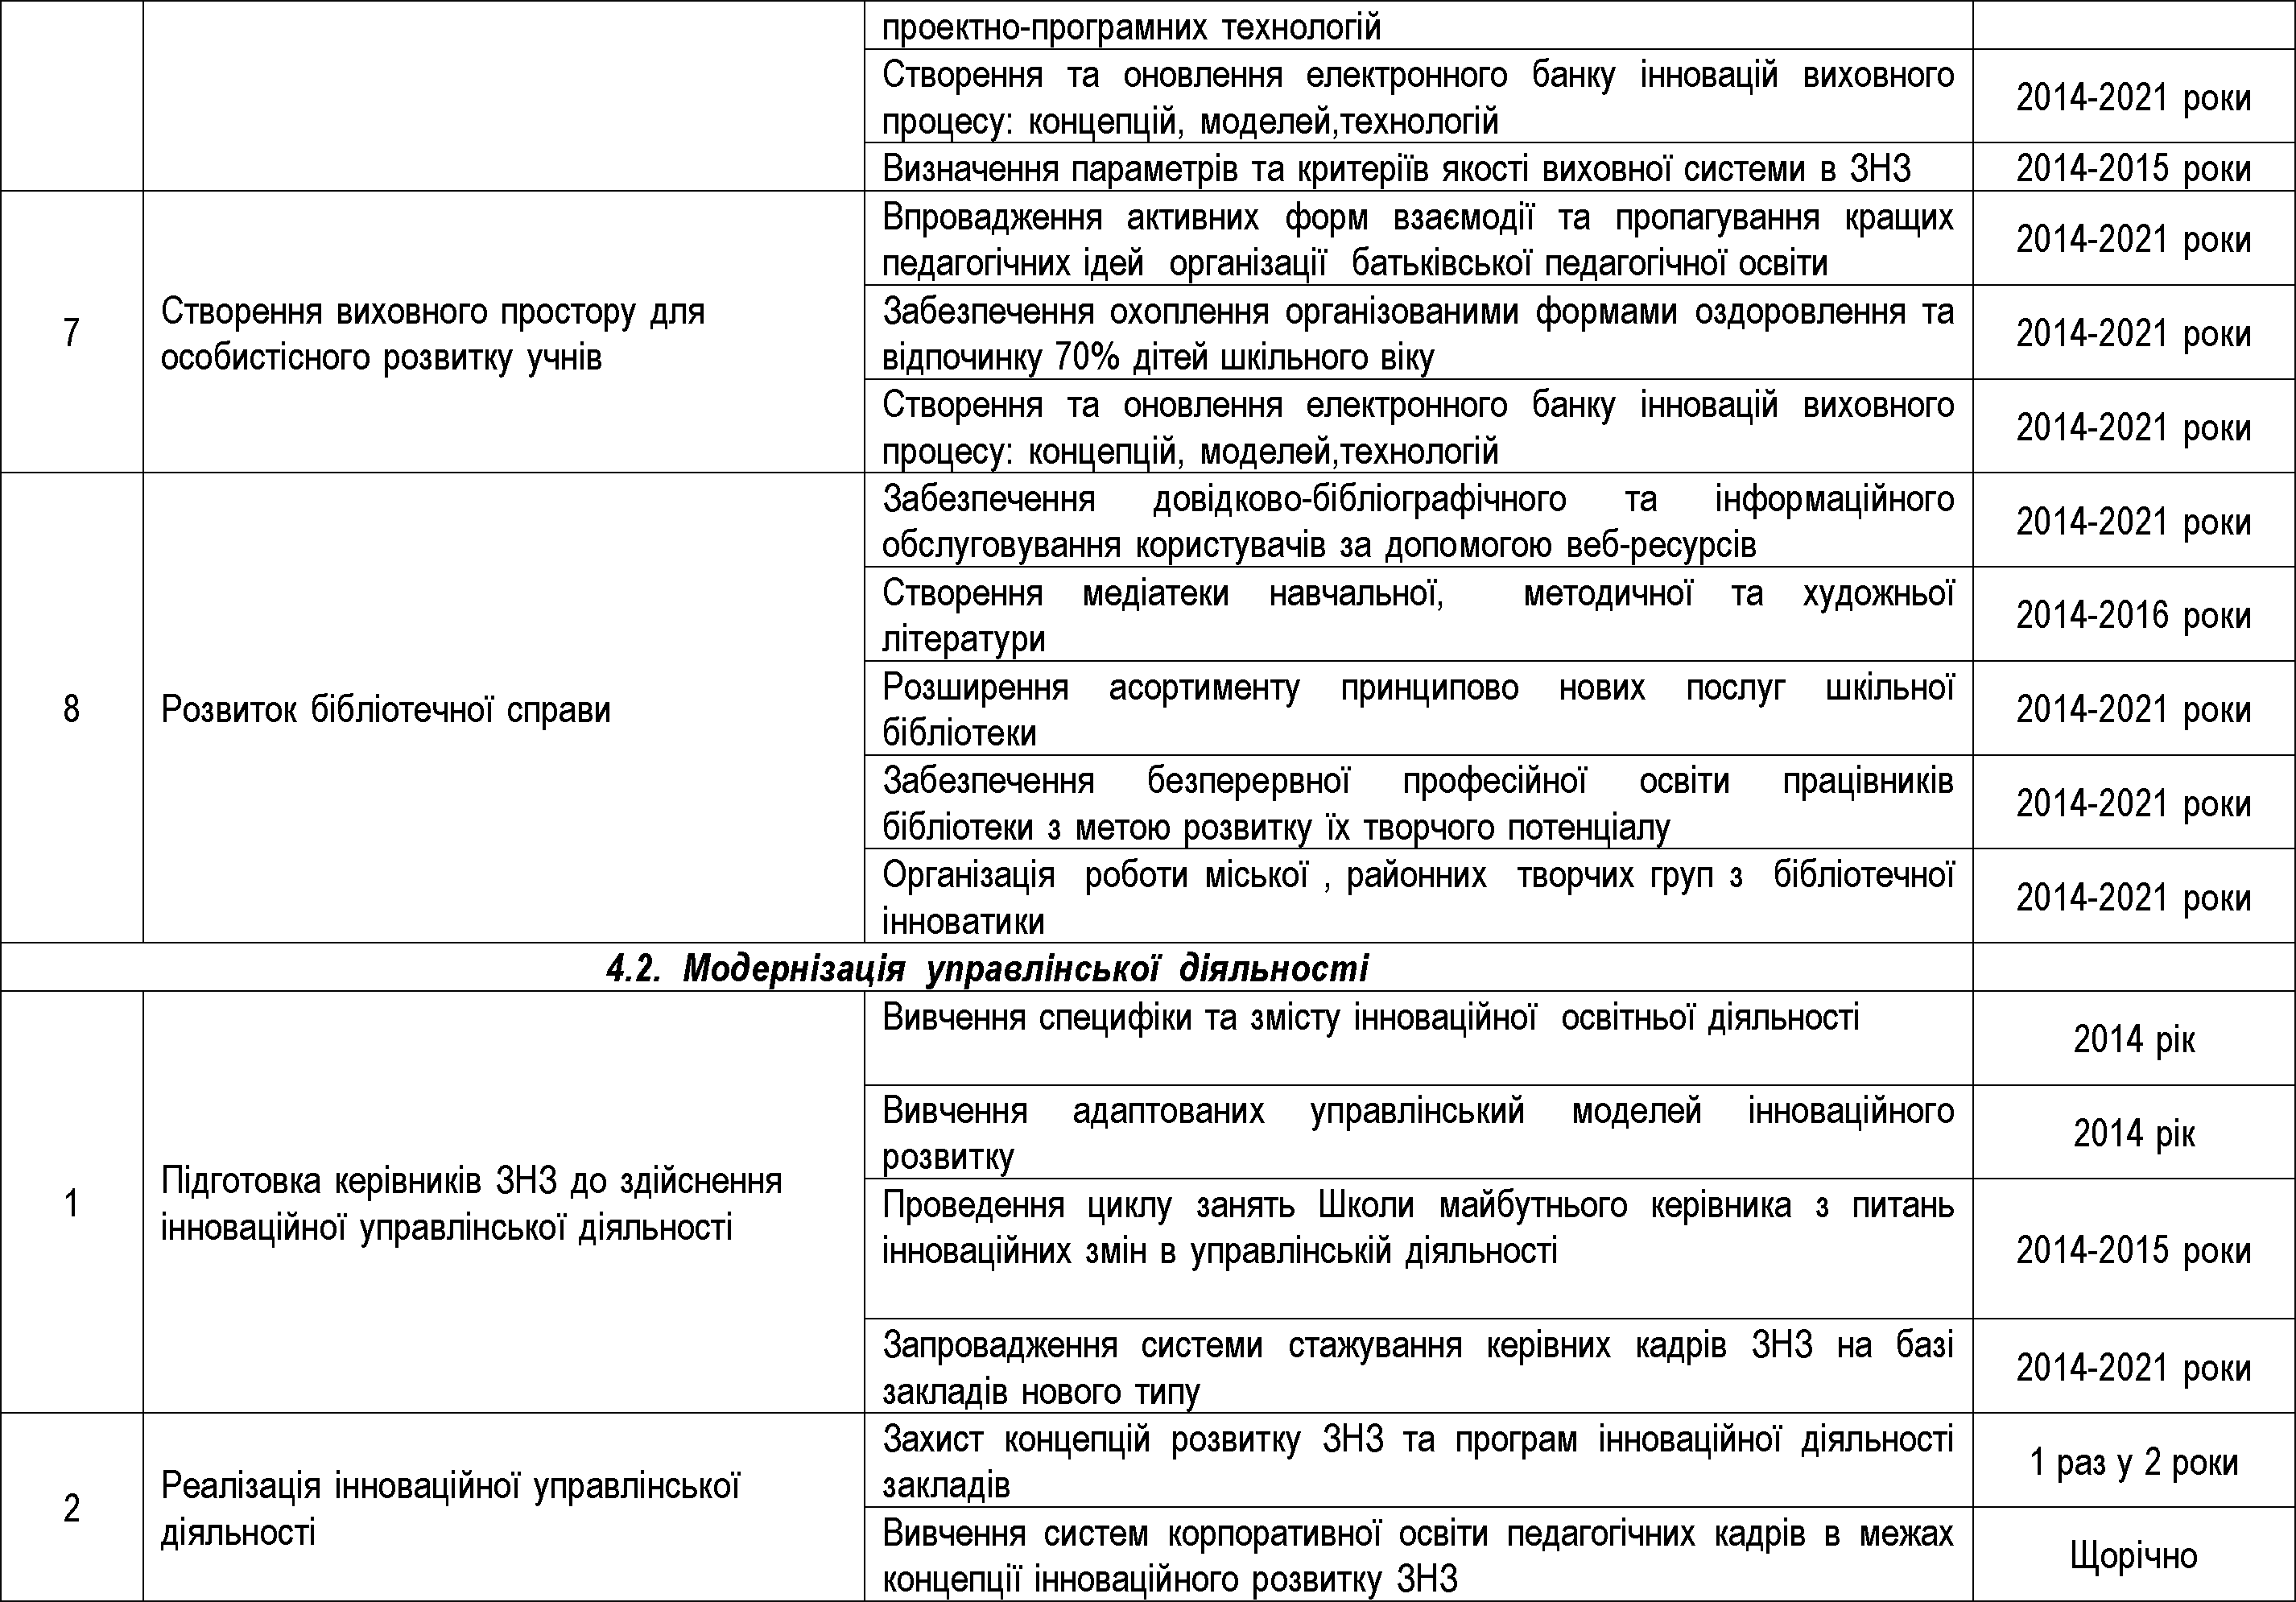 проектно-програмних технологій
Створення та оновлення електронного банку інновацій виховного
процесу: концепцій, моделей,технологій
2014-2021 роки
Визначення параметрів та критеріїв якості виховної системи в ЗНЗ
2014-2015 роки
7
Створення виховного простору для
особистісного розвитку учнів
Впровадження активних форм взаємодії та пропагування кращих
педагогічних ідей організації батьківської педагогічної освіти
2014-2021 роки
Забезпечення охоплення організованими формами оздоровлення та
відпочинку 70% дітей шкільного віку
2014-2021 роки
Створення та оновлення електронного банку інновацій виховного
процесу: концепцій, моделей,технологій
2014-2021 роки
8
Розвиток бібліотечної справи
Забезпечення довідково-бібліографічного та інформаційного
обслуговування користувачів за допомогою веб-ресурсів
2014-2021 роки
Створення медіатеки навчальної, методичної та художньої
літератури
2014-2016 роки
Розширення асортименту принципово нових послуг шкільної
бібліотеки
2014-2021 роки
Забезпечення безперервної професійної освіти працівників
бібліотеки з метою розвитку їх творчого потенціалу
2014-2021 роки
Організація роботи міської , районних творчих груп з бібліотечної
інноватики
2014-2021 роки
4.2. Модернізація управлінської діяльності
1
Підготовка керівників ЗНЗ до здійснення
інноваційної управлінської діяльності
Вивчення специфіки та змісту інноваційної освітньої діяльності
2014 рік
Вивчення адаптованих управлінський моделей інноваційного
розвитку
2014 рік
Проведення циклу занять Школи майбутнього керівника з питань
інноваційних змін в управлінській діяльності
2014-2015 роки
Запровадження системи стажування керівних кадрів ЗНЗ на базі
закладів нового типу
2014-2021 роки
2
Реалізація інноваційної управлінської
діяльності
Захист концепцій розвитку ЗНЗ та програм інноваційної діяльності
закладів
1 раз у 2 роки
Вивчення систем корпоративної освіти педагогічних кадрів в межах
концепції інноваційного розвитку ЗНЗ
Щорічно